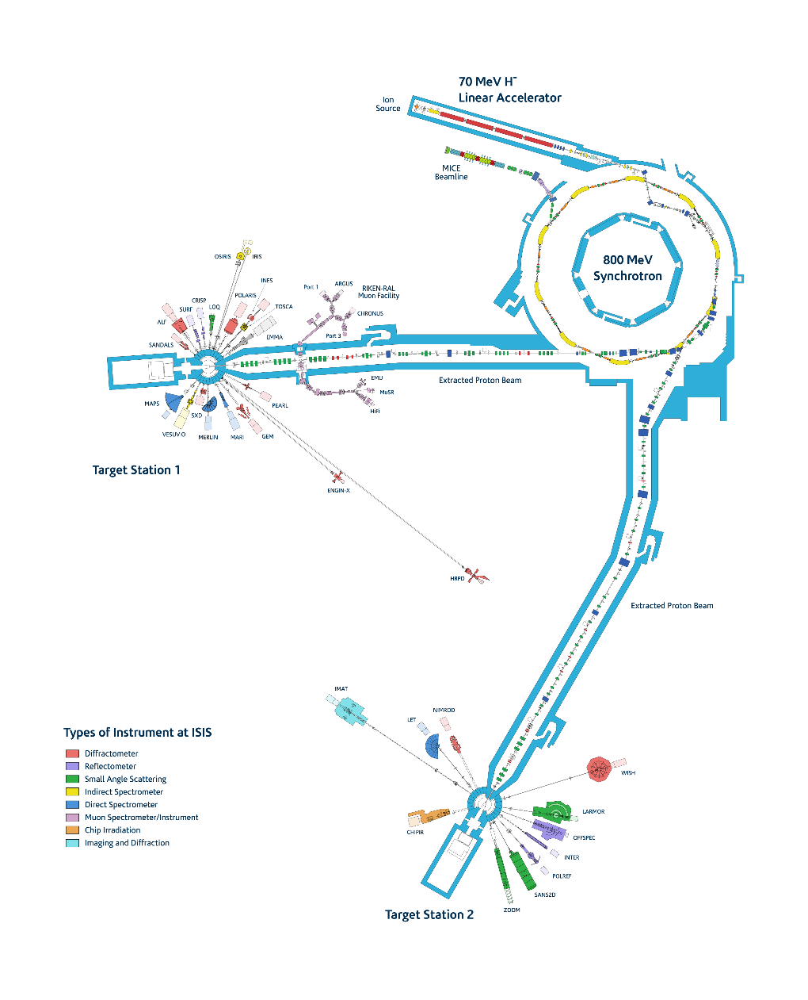 70 MeV H⁻
Linear Accelerator
Ion
Source
MICE
Beamline
800 MeV
Synchrotron
OSIRIS
IRIS
INES
POLARIS
TOSCA
CRISP
SURF
LOQ
ALF
EMMA
SANDALS
Port 1
ARGUS
RIKEN-RAL
Muon Facility
CHRONUS
Port 3
Extracted Proton Beam
EMU
MuSR
HiFi
MAPS
SXD
VESUVIO
MERLIN
MARI
GEM
PEARL
Target Station 1
ENGIN-X
HRPD
Extracted Proton Beam
IMAT
LET
NIMROD
WISH
LARMOR
OFFSPEC
INTER
POLREF
SANS2D
ZOOM
CHIPIR
Target Station 2
Types of Instrument at ISIS
Diffractometer
Reflectometer
Small Angle Scattering
Indirect Spectrometer
Direct Spectrometer
Muon Spectrometer/Instrument
Chip Irradiation
Imaging and Diffraction